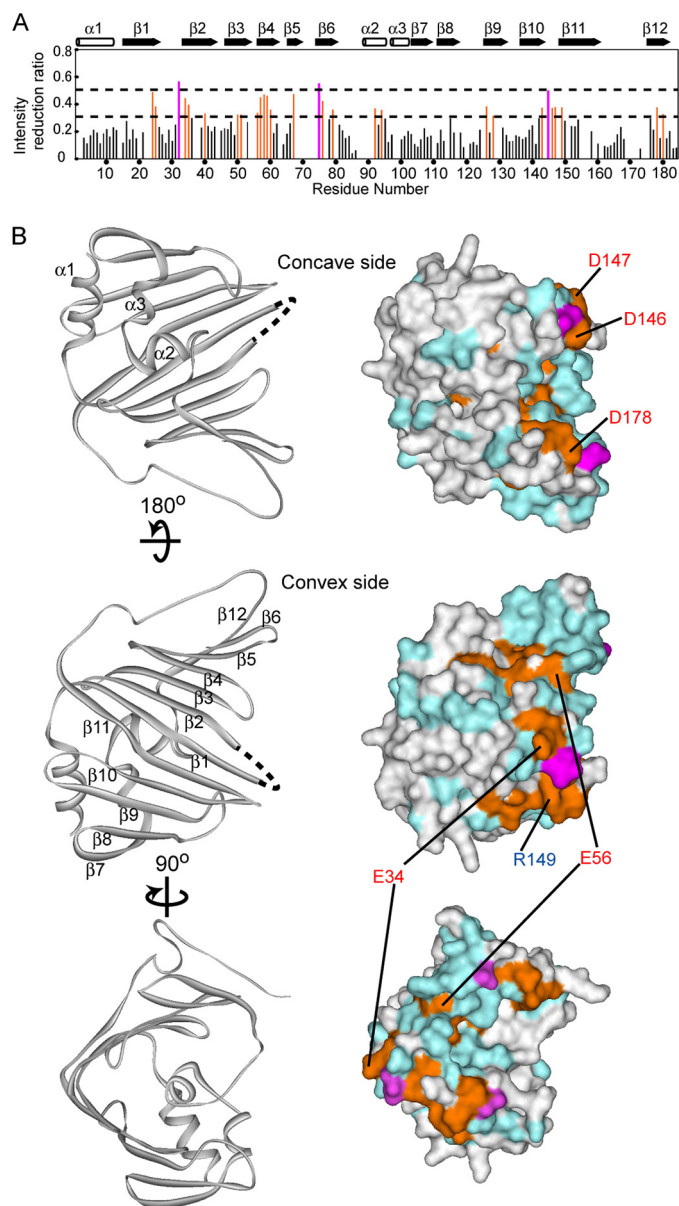 A
α1 β1 β2 β3 β4 β5 β6 α2 α3 β7 β8 β9 β10 β11 β12
Intensity
reduction ratio
0.8
0.6
0.4
0.2
0
10 20 30 40 50 60 70 80 90 100 110 120 130 140 150 160 170 180
Residue Number
B
Concave side
α1
α3
α2
D147
D146
D178
180°
Convex side
β12
β6
β5
β4
β3
β2
β11
β1
β10
β9
β8
β7
90°
E34
R149
E56